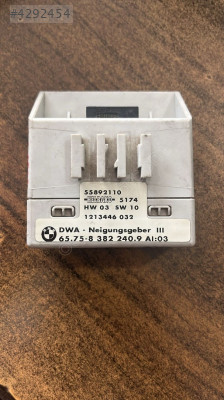 #4292454
55892110
5174
HW 03 SW 10
1213446 032
DWA - Neigungsgeber III
65.75-8 382 240.9 AI:03